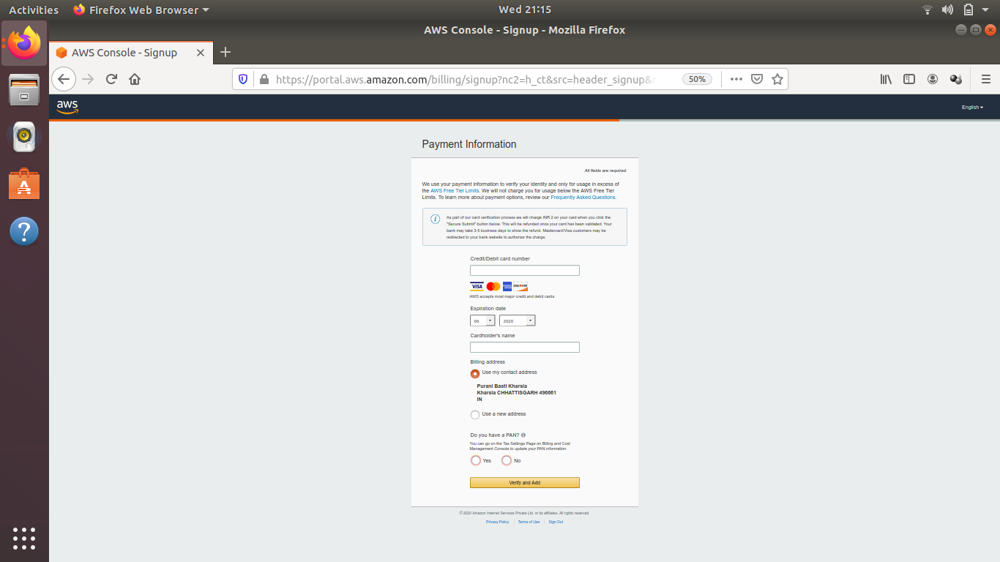 Activities
Firefox Web Browser
Wed 21:15
AWS Console - Signup - Mozilla Firefox
AWS Console - Signup
https://portal.aws.amazon.com/billing/signup?nc2=h_ct&src=header_signup&
50%
aws
English
Payment Information
All fields are required.
We use your payment information to verify your identity and only for usage in excess of
the AWS Free Tier Limits. We will not charge you for usage below the AWS Free Tier
Limits. To learn more about payment options, review our Frequently Asked Questions.
As part of our card verification process we will charge INR 2 on your card when you click the
"Secure Submit" button below. This will be refunded once your card has been validated. Your
bank may take 3-5 business days to show the refund. Mastercard/Visa customers may be
redirected to your bank website to authorize the charge.
Credit/Debit card number
VISA DISCOVER
AWS accepts most major credit and debit cards.
Expiration date
06 2020
Cardholder's name
Billing address
Use my contact address
Purani Basti Kharsia
Kharsia CHHATTISGARH 496661
IN
Use a new address
Do you have a PAN?
You can go on the Tax Settings Page on Billing and Cost
Management Console to update your PAN information.
Yes No
Verify and Add
© 2020 Amazon Internet Services Private Ltd. or its affiliates. All rights reserved.
Privacy Policy Terms of Use Sign Out